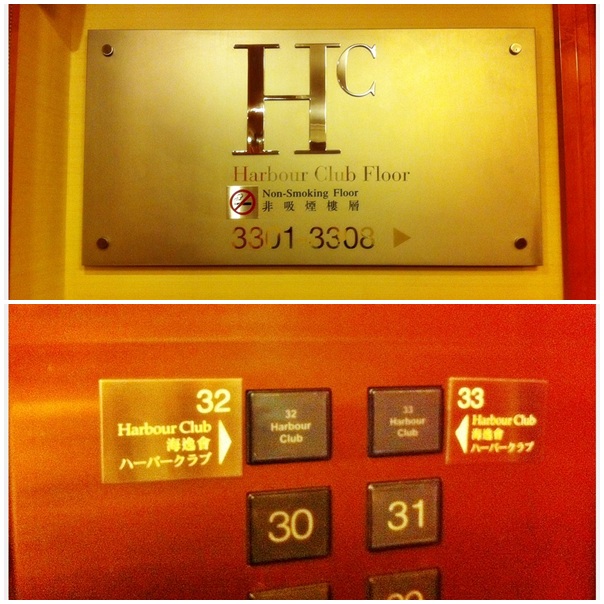 HC
Harbour Club Floor
Non-Smoking Floor
非吸煙樓層
3301 3308
32
Harbour Club
海逸會
ハーバークラブ
32
Harbour
Club
33
Harbour
Club
33
Harbour Club
海逸會
ハーバークラブ
30
31